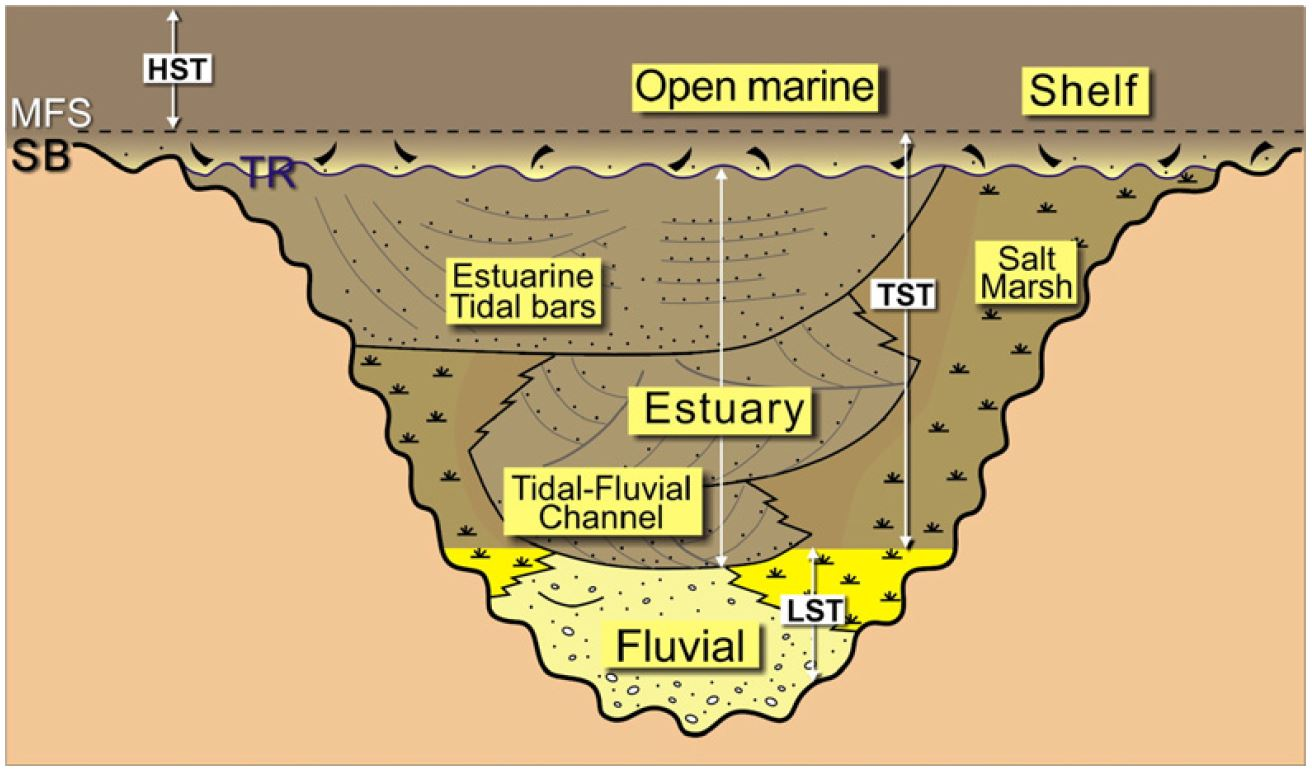 HST
Open marine
Shelf
MFS
SB
TR
Estuarine
Tidal bars
Salt
Marsh
TST
Estuary
Tidal-Fluvial
Channel
LST
Fluvial